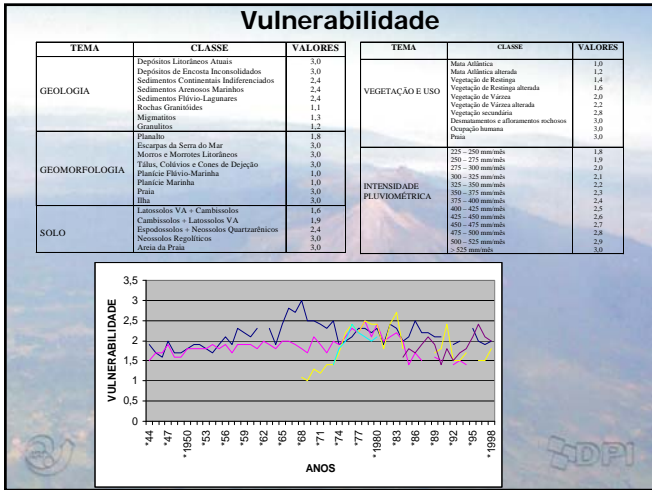 Vulnerabilidade
TEMA CLASSE VALORES
GEOLOGIA
Depósitos Litorâneos Atuais 3,0
Depósitos de Encosta Inconsolidados 3,0
Sedimentos Continentais Indiferenciados 2,4
Sedimentos Arenosos Marinhos 2,4
Sedimentos Flúvio-Lagunares 2,4
Rochas Granitóides 1,1
Migmatitos 1,3
Granulitos 1,2
GEOMORFOLOGIA
Planalto 1,8
Escarpas da Serra do Mar 3,0
Morros e Morrotes Litorâneos 3,0
Tálus, Colúvios e Cones de Dejeção 3,0
Planície Flúvio-Marinha 1,0
Planície Marinha 1,0
Praia 3,0
Ilha 3,0
SOLO
Latossolos VA + Cambissolos 1,6
Cambissolos + Latossolos VA 1,9
Espodossolos + Neossolos Quartzarênicos 2,4
Neossolos Regolíticos 3,0
Areia da Praia 3,0
TEMA CLASSE VALORES
VEGETAÇÃO E USO
Mata Atlântica 1,0
Mata Atlântica alterada 1,2
Vegetação de Restinga 1,4
Vegetação de Restinga alterada 1,6
Vegetação de Várzea 2,0
Vegetação de Várzea alterada 2,2
Vegetação secundária 2,8
Desmatamentos e afloramentos rochosos 3,0
Ocupação humana 3,0
Praia 3,0
INTENSIDADE
PLUVIOMÉTRICA
225 – 250 mm/mês 1,8
250 – 275 mm/mês 1,9
275 – 300 mm/mês 2,0
300 – 325 mm/mês 2,1
325 – 350 mm/mês 2,2
350 – 375 mm/mês 2,3
375 – 400 mm/mês 2,4
400 – 425 mm/mês 2,5
425 – 450 mm/mês 2,6
450 – 475 mm/mês 2,7
475 – 500 mm/mês 2,8
500 – 525 mm/mês 2,9
> 525 mm/mês 3,0
VULNERABILIDADE
3,5
3
2,5
2
1,5
1
0,5
0
*44 *47 *1950 *53 *56 *59 *62 *65 *68 *71 *74 *77 *1980 *83 *86 *89 *92 *95 *1998
ANOS
DPI